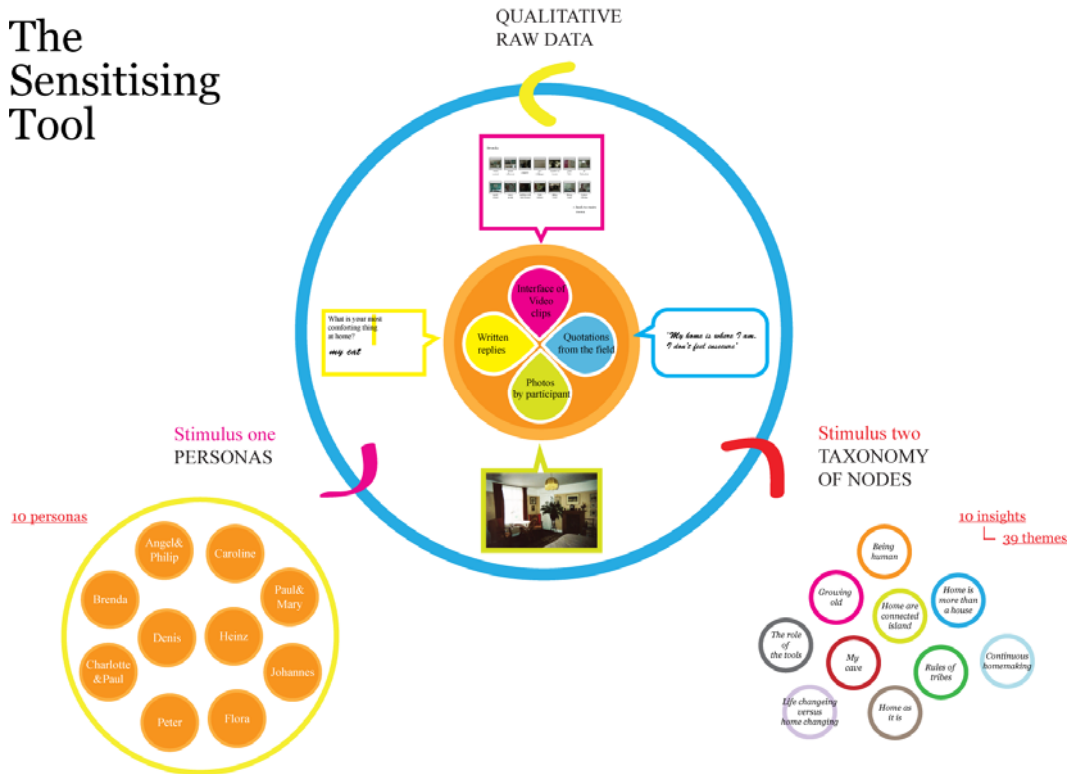 The
Sensitising
Tool
QUALITATIVE
RAW DATA
Interface of
Video
clips
Written
replies
Quotations
from the field
Photos
by participant
What is your most
comforting thing
at home?
my cat
"My home is where I am,
I don't feel unsecure"
Stimulus one
PERSONAS
10 personas
Angel&
Philip
Caroline
Brenda
Paul&
Mary
Denis
Heinz
Charlotte
&Paul
Johannes
Peter
Flora
Stimulus two
TAXONOMY
OF NODES
10 insights
39 themes
Being
human
Growing
old
Home are
connected
island
Home is
more than
a house
The role
of
the tools
My
cave
Rules of
tribes
Continuous
homemaking
Life changeing
versus
home changing
Home as
it is